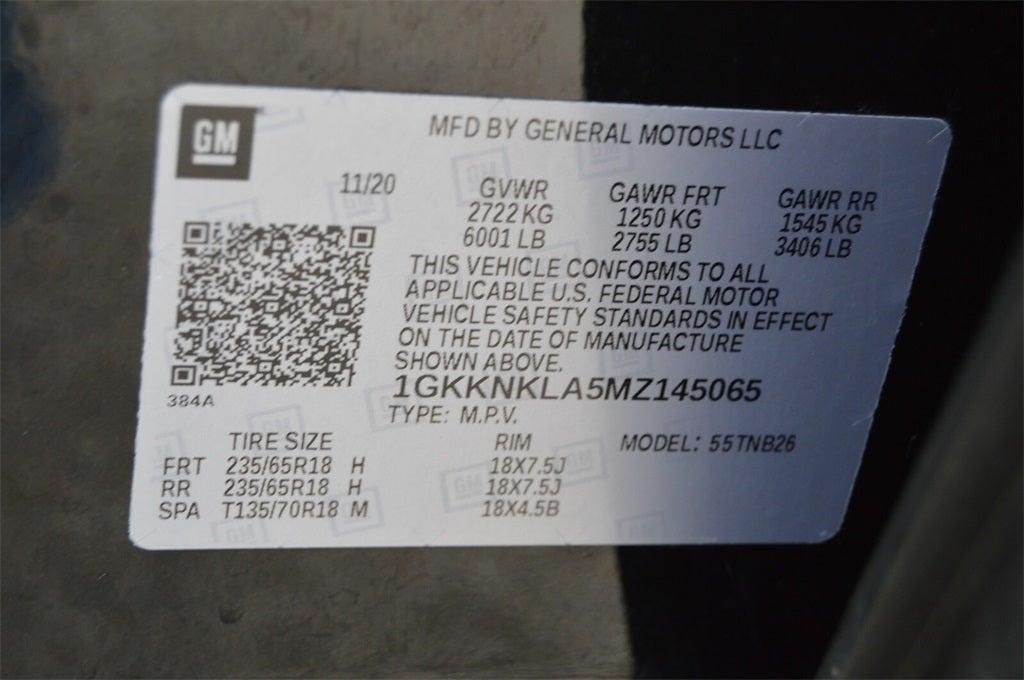 GM
MFD BY GENERAL MOTORS LLC
11/20 GVWR GAWR FRT GAWR RR
2722 KG 1250 KG 1545 KG
6001 LB 2755 LB 3406 LB
THIS VEHICLE CONFORMS TO ALL
APPLICABLE U.S. FEDERAL MOTOR
VEHICLE SAFETY STANDARDS IN EFFECT
ON THE DATE OF MANUFACTURE
SHOWN ABOVE.
1GKKNKLA5MZ145065
384A
TYPE: M.P.V.
TIRE SIZE RIM MODEL: 55TNB26
FRT 235/65R18 H 18X7.5J
RR 235/65R18 H 18X7.5J
SPA T135/70R18 M 18X4.5B